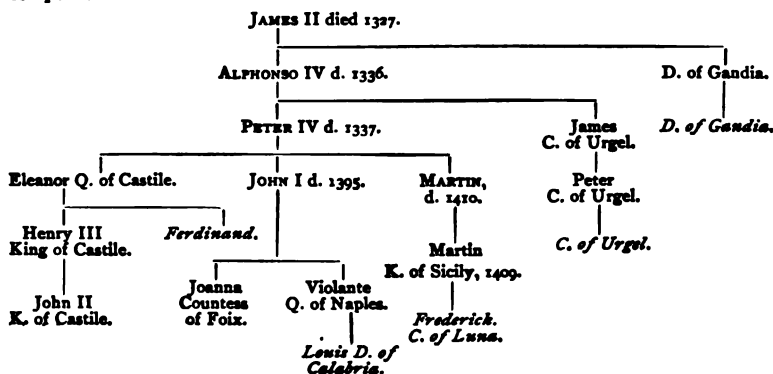 JAMES II died 1327.
ALPHONSO IV d. 1336.
D. of Gandia.
PETER IV d. 1337.
James
C. of Urgel.
D. of Gandia.
Eleanor Q. of Castile.
JOHN I d. 1395.
MARTIN,
d. 1410.
Peter
C. of Urgel.
Henry III
King of Castile.
Ferdinand.
Martin
K. of Sicily, 1409.
C. of Urgel.
John II
K. of Castile.
Joanna
Countess
of Foix.
Violante
Q. of Naples.
Frederick.
C. of Luna.
Louis D. of
Calabria.